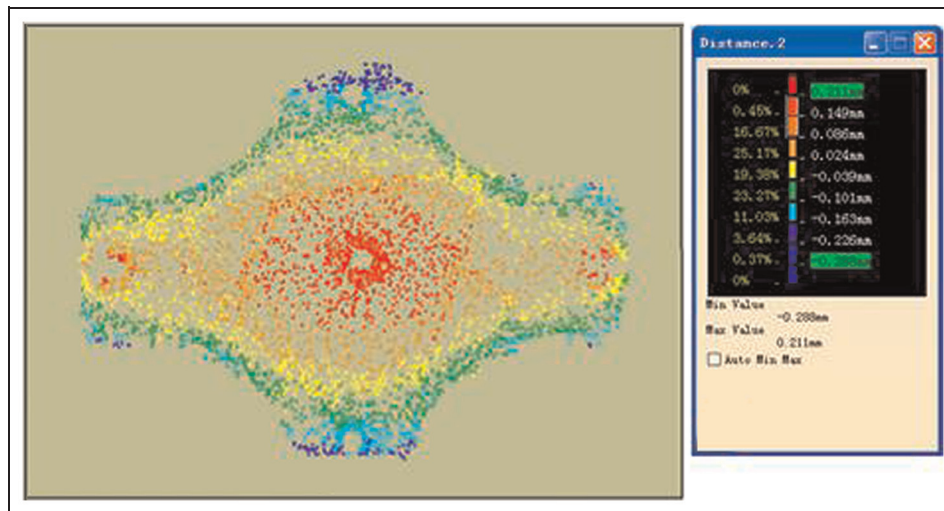 Distance.2
0%
0.211mm
0.45%
0.149mm
16.67%
0.086mm
25.17%
0.024mm
19.38%
-0.039mm
23.27%
-0.101mm
11.03%
-0.163mm
3.64%
-0.226mm
0.37%
-0.288mm
0%
Min Value
-0.288mm
Max Value
0.211mm
Auto Min Max